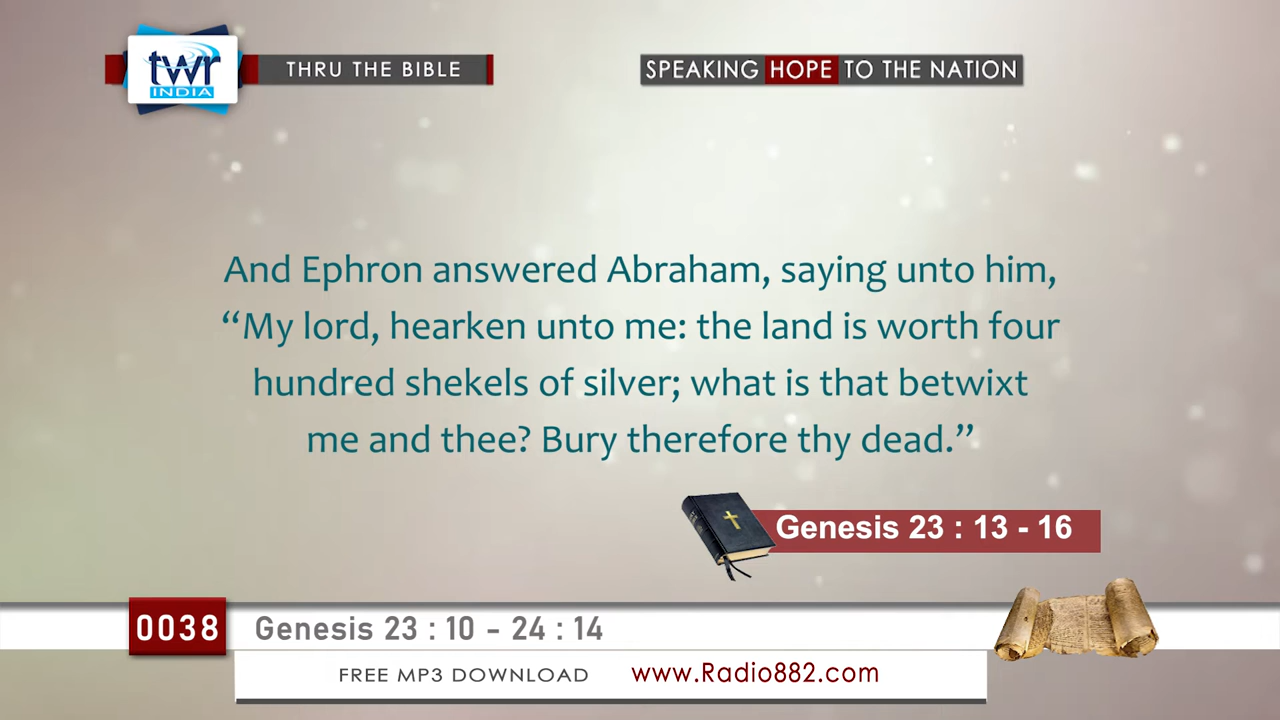 twr
INDIA
THRU THE BIBLE
SPEAKING HOPE TO THE NATION
And Ephron answered Abraham, saying unto him,
“My lord, hearken unto me: the land is worth four
hundred shekels of silver; what is that betwixt
me and thee? Bury therefore thy dead.”
Genesis 23 : 13 - 16
0038
Genesis 23 : 10 - 24 : 14
FREE MP3 DOWNLOAD www.Radio882.com